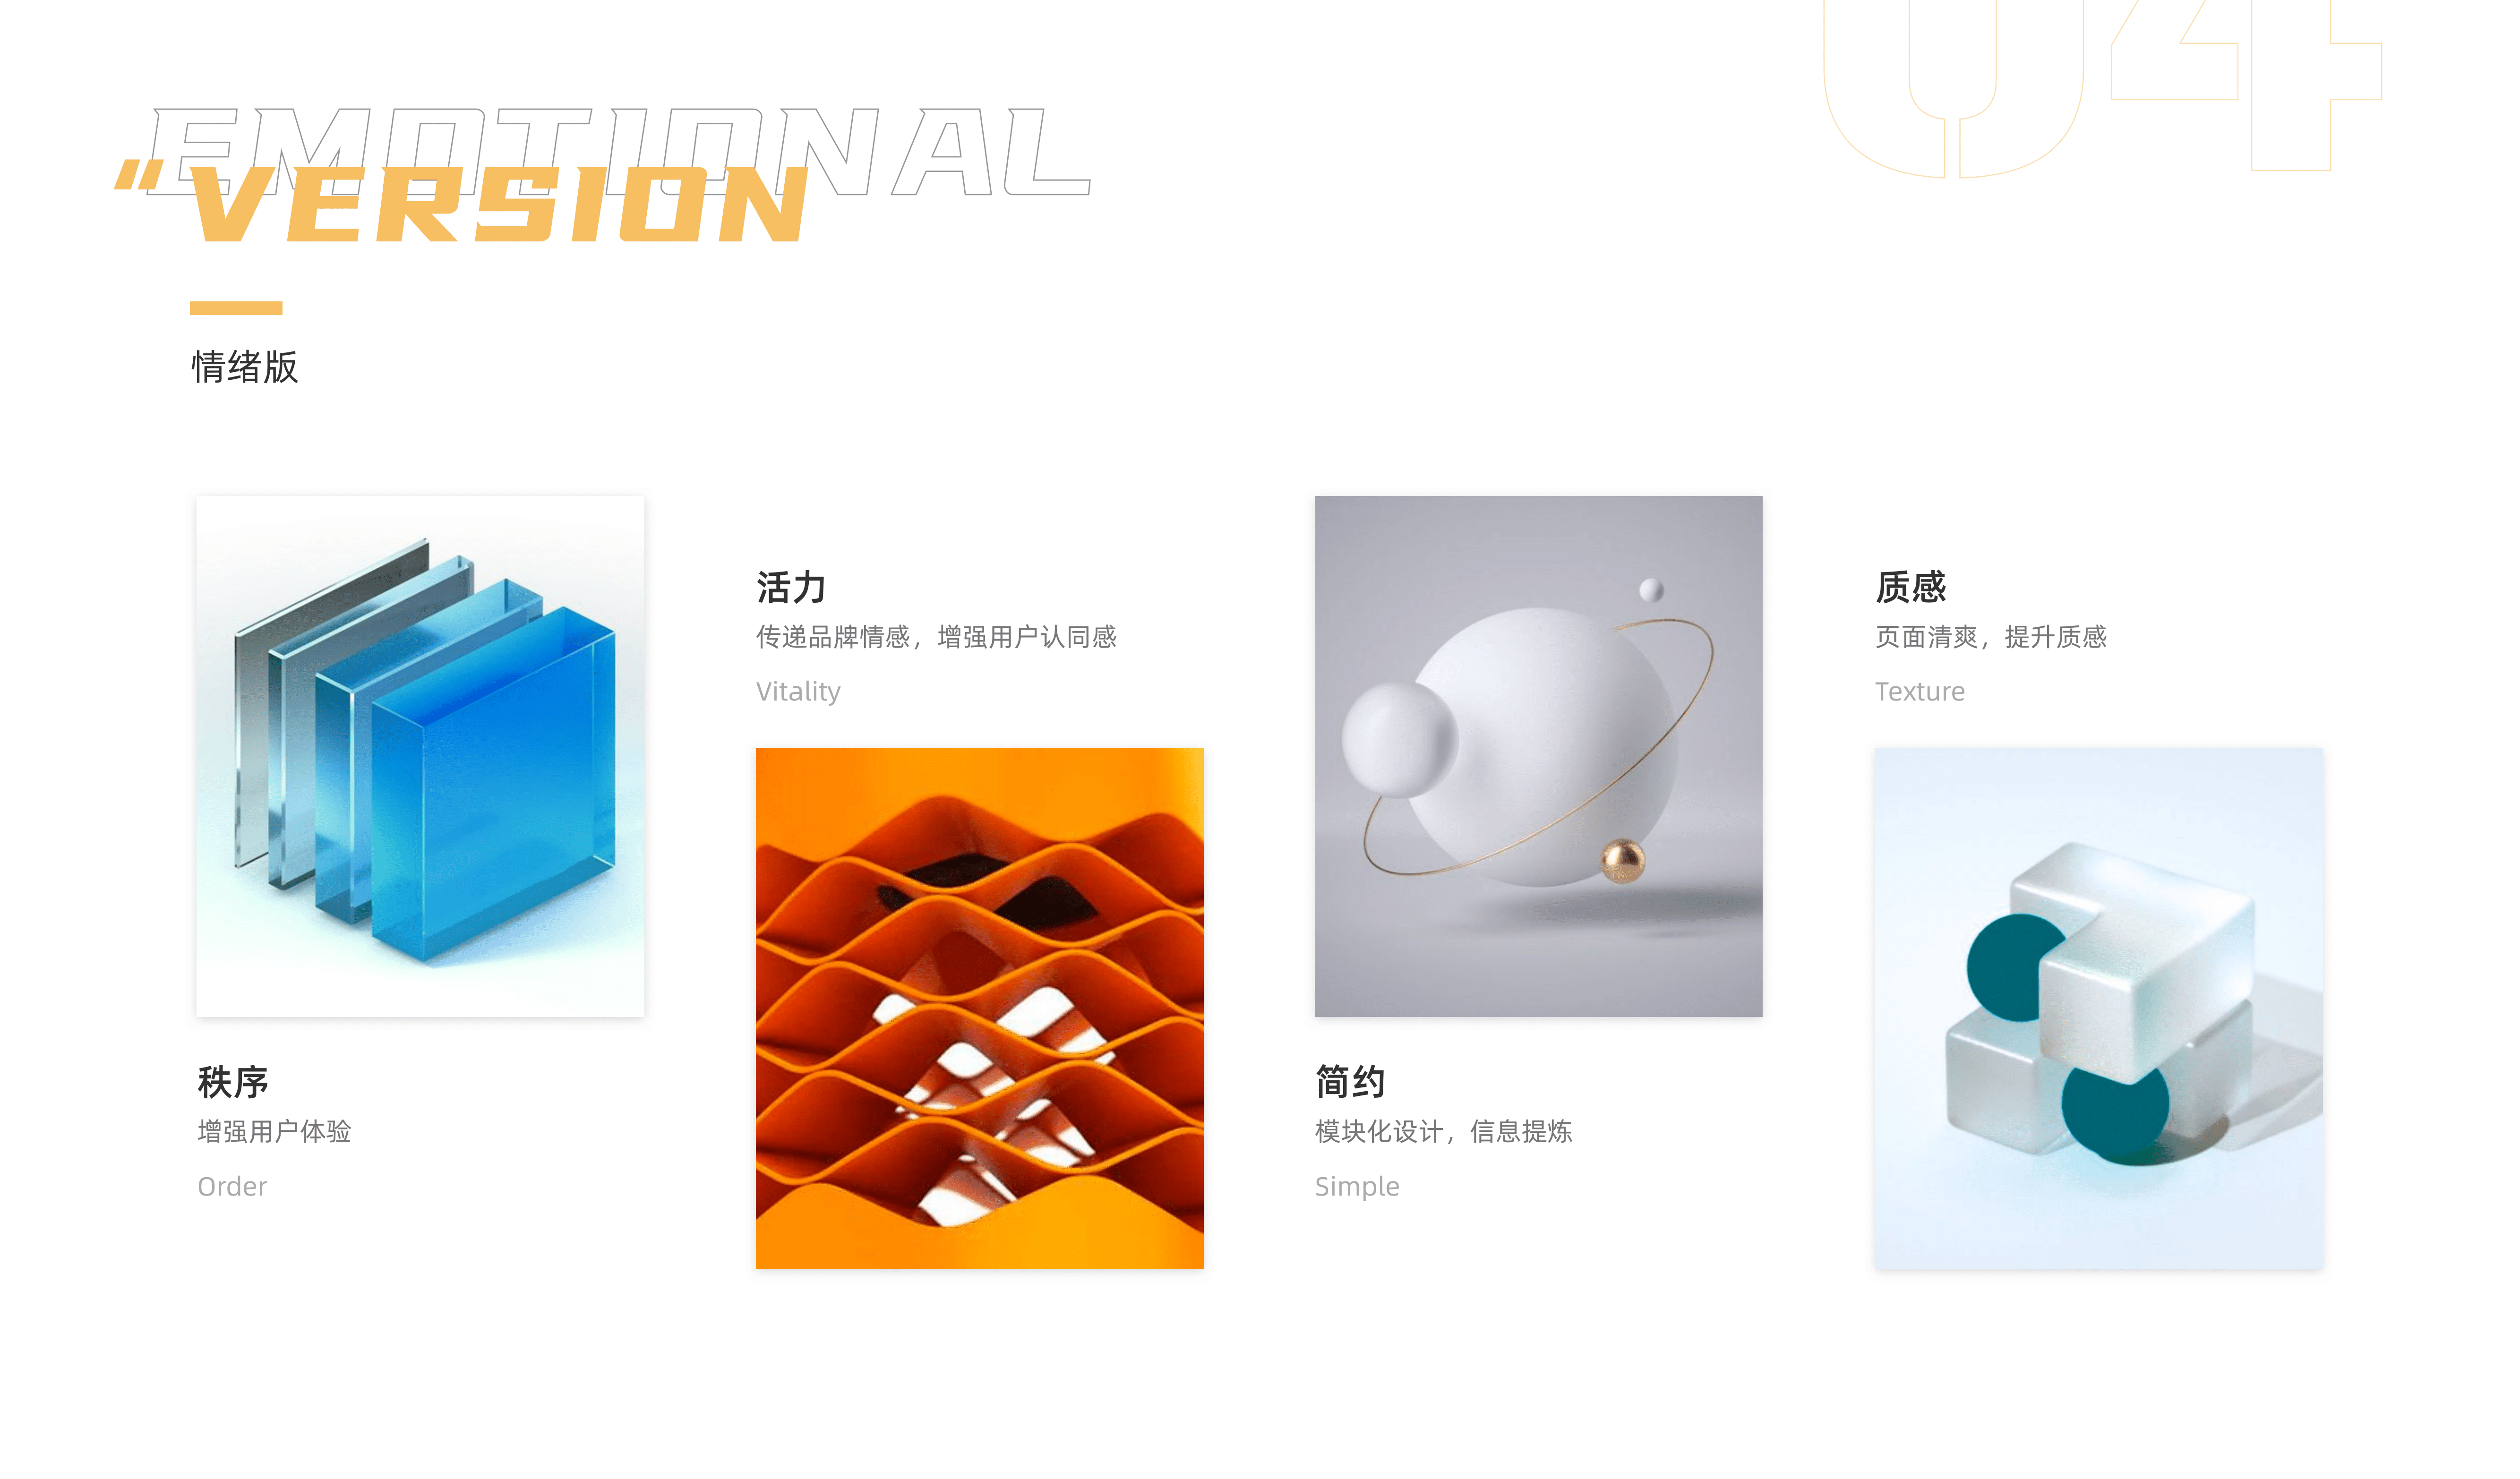 04
EMOTIONAL
"VERSION
情绪版
秩序
增强用户体验
Order
活力
传递品牌情感，增强用户认同感
Vitality
简约
模块化设计，信息提炼
Simple
质感
页面清爽，提升质感
Texture